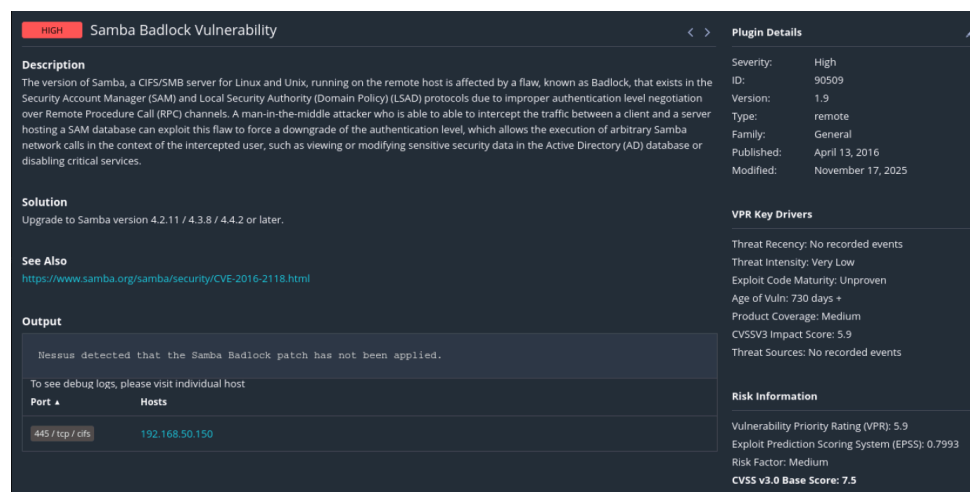 HIGH Samba Badlock Vulnerability < >
Description
The version of Samba, a CIFS/SMB server for Linux and Unix, running on the remote host is affected by a flaw, known as Badlock, that exists in the
Security Account Manager (SAM) and Local Security Authority (Domain Policy) (LSAD) protocols due to improper authentication level negotiation
over Remote Procedure Call (RPC) channels. A man-in-the-middle attacker who is able to able to intercept the traffic between a client and a server
hosting a SAM database can exploit this flaw to force a downgrade of the authentication level, which allows the execution of arbitrary Samba
network calls in the context of the intercepted user, such as viewing or modifying sensitive security data in the Active Directory (AD) database or
disabling critical services.
Solution
Upgrade to Samba version 4.2.11 / 4.3.8 / 4.4.2 or later.
See Also
https://www.samba.org/samba/security/CVE-2016-2118.html
Output
Nessus detected that the Samba Badlock patch has not been applied.
To see debug logs, please visit individual host
Port ▲ Hosts
445 / tcp / cifs 192.168.50.150
Plugin Details
Severity: High
ID: 90509
Version: 1.9
Type: remote
Family: General
Published: April 13, 2016
Modified: November 17, 2025
VPR Key Drivers
Threat Recency: No recorded events
Threat Intensity: Very Low
Exploit Code Maturity: Unproven
Age of Vuln: 730 days +
Product Coverage: Medium
CVSSV3 Impact Score: 5.9
Threat Sources: No recorded events
Risk Information
Vulnerability Priority Rating (VPR): 5.9
Exploit Prediction Scoring System (EPSS): 0.7993
Risk Factor: Medium
CVSS v3.0 Base Score: 7.5